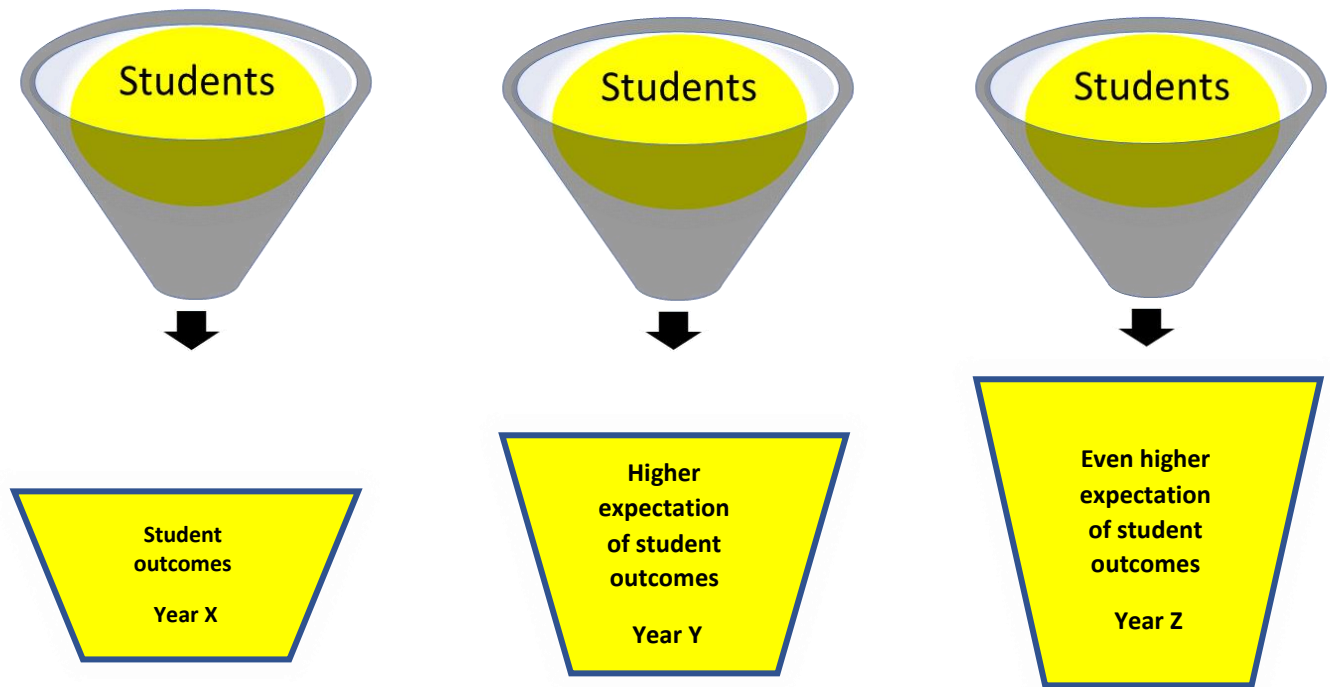 Students
Students
Students
Student
outcomes
Year X
Higher
expectation
of student
outcomes
Year Y
Even higher
expectation
of student
outcomes
Year Z